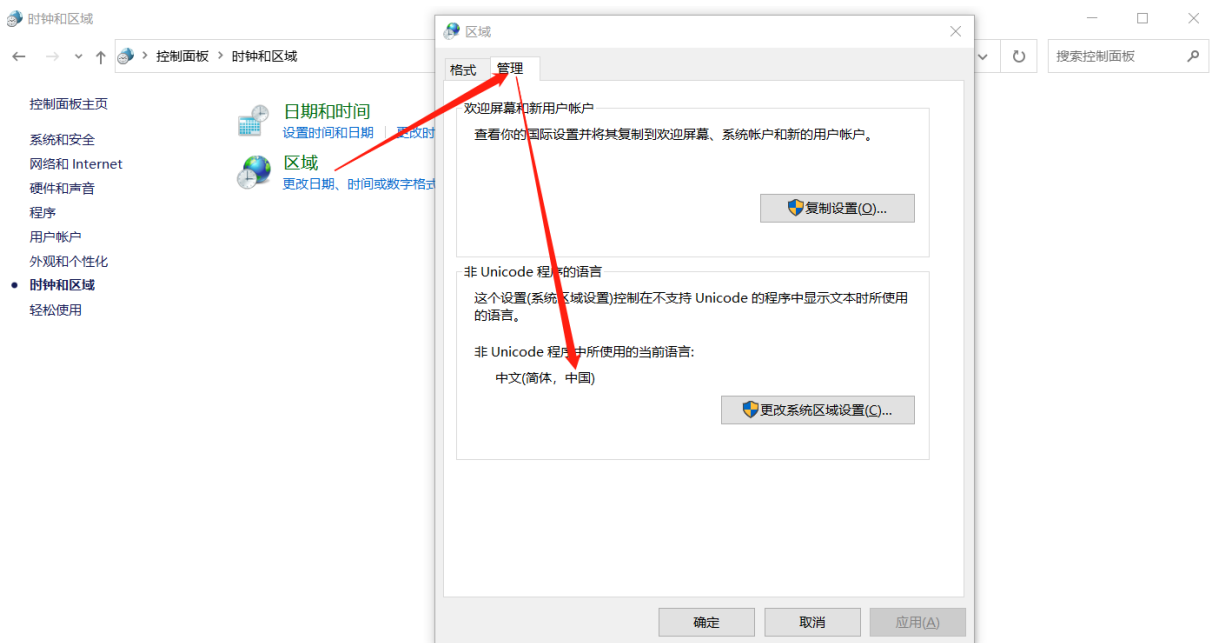 时钟和区域
控制面板 > 时钟和区域
搜索控制面板
控制面板主页
系统和安全
网络和 Internet
硬件和声音
程序
用户帐户
外观和个性化
时钟和区域
轻松使用
日期和时间
设置时间和日期 更改时
区域
更改日期、时间或数字格式
区域
格式 管理
欢迎屏幕和新用户帐户
查看你的国际设置并将其复制到欢迎屏幕、系统帐户和新的用户帐户。
复制设置(O)...
非 Unicode 程序的语言
这个设置(系统区域设置)控制在不支持 Unicode 的程序中显示文本时所使用
的语言。
非 Unicode 程序中所使用的当前语言:
中文(简体，中国)
更改系统区域设置(C)...
确定 取消 应用(A)